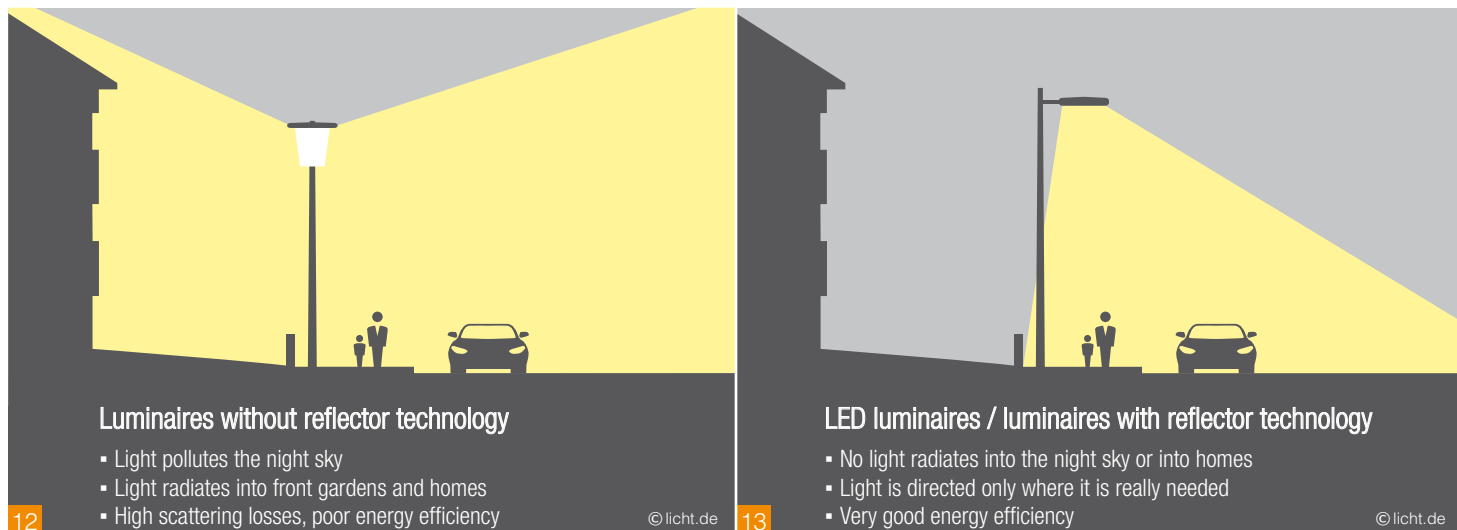 Luminaires without reflector technology
▪ Light pollutes the night sky
▪ Light radiates into front gardens and homes
▪ High scattering losses, poor energy efficiency
12
© licht.de
LED luminaires / luminaires with reflector technology
▪ No light radiates into the night sky or into homes
▪ Light is directed only where it is really needed
▪ Very good energy efficiency
13
© licht.de